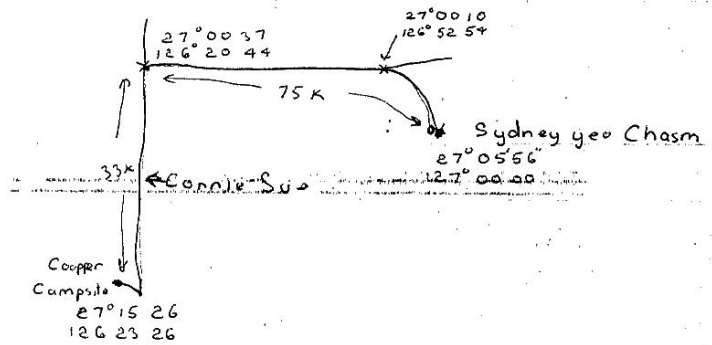 27°00 10
126° 52 54
27°00 37
126° 20 44
75K
Sydney yeo Chasm
27° 05'56"
127° 00 00
33K
Connie Sue
Cooper
Campsite
27°15 26
126 23 26